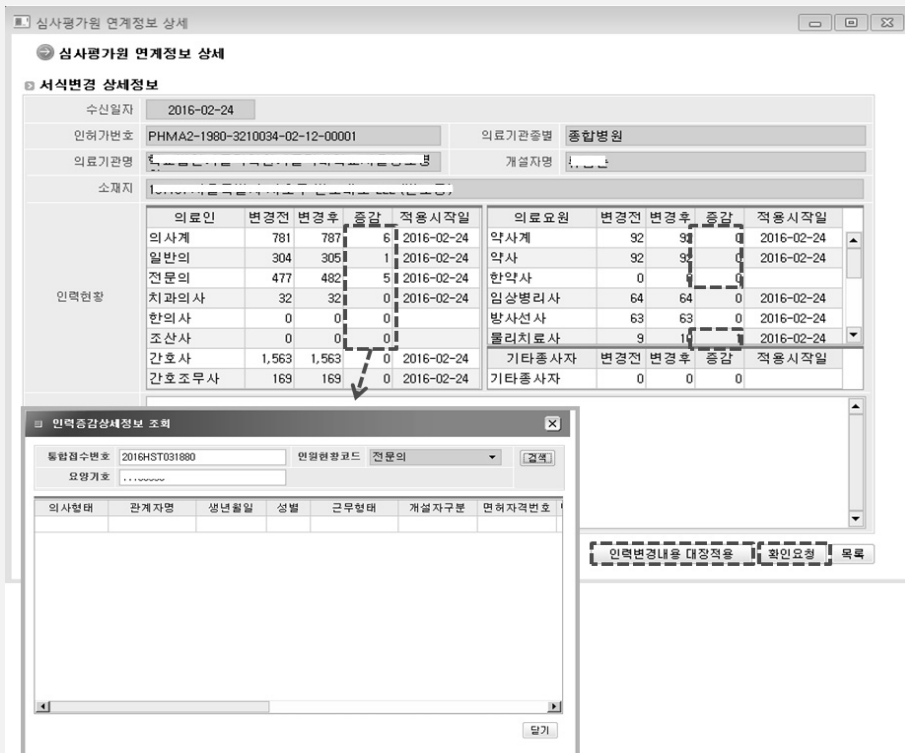 심사평가원 연계정보 상세
심사평가원 연계정보 상세
서식변경 상세정보
수신일자 2016-02-24
인허가번호 PHMA2-1980-3210034-02-12-00001 의료기관종별 종합병원
의료기관명 개설자명
소재지
인력현황
의료인 변경전 변경후 증감 적용시작일 의료요원 변경전 변경후 증감 적용시작일
의사계 781 787 6 2016-02-24 약사계 92 92 0 2016-02-24
일반의 304 305 1 2016-02-24 약사 92 92 0 2016-02-24
전문의 477 482 5 2016-02-24 한약사 0 0
치과의사 32 32 0 2016-02-24 임상병리사 64 64 0 2016-02-24
한의사 0 0 0 방사선사 63 63 0 2016-02-24
조산사 0 0 0 물리치료사 9 2016-02-24
간호사 1,563 1,563 0 2016-02-24 기타종사자 변경전 변경후 증감 적용시작일
간호조무사 169 169 0 2016-02-24 기타종사자 0 0 0
인력증감상세정보 조회
통합접수번호 2016HST031880 인원현황코드 전문의 검색
요양기호
의사형태 관계자명 생년월일 성별 근무형태 개설자구분 면허자격번호
인력변경내용 대장적용 확인요청 목록
닫기